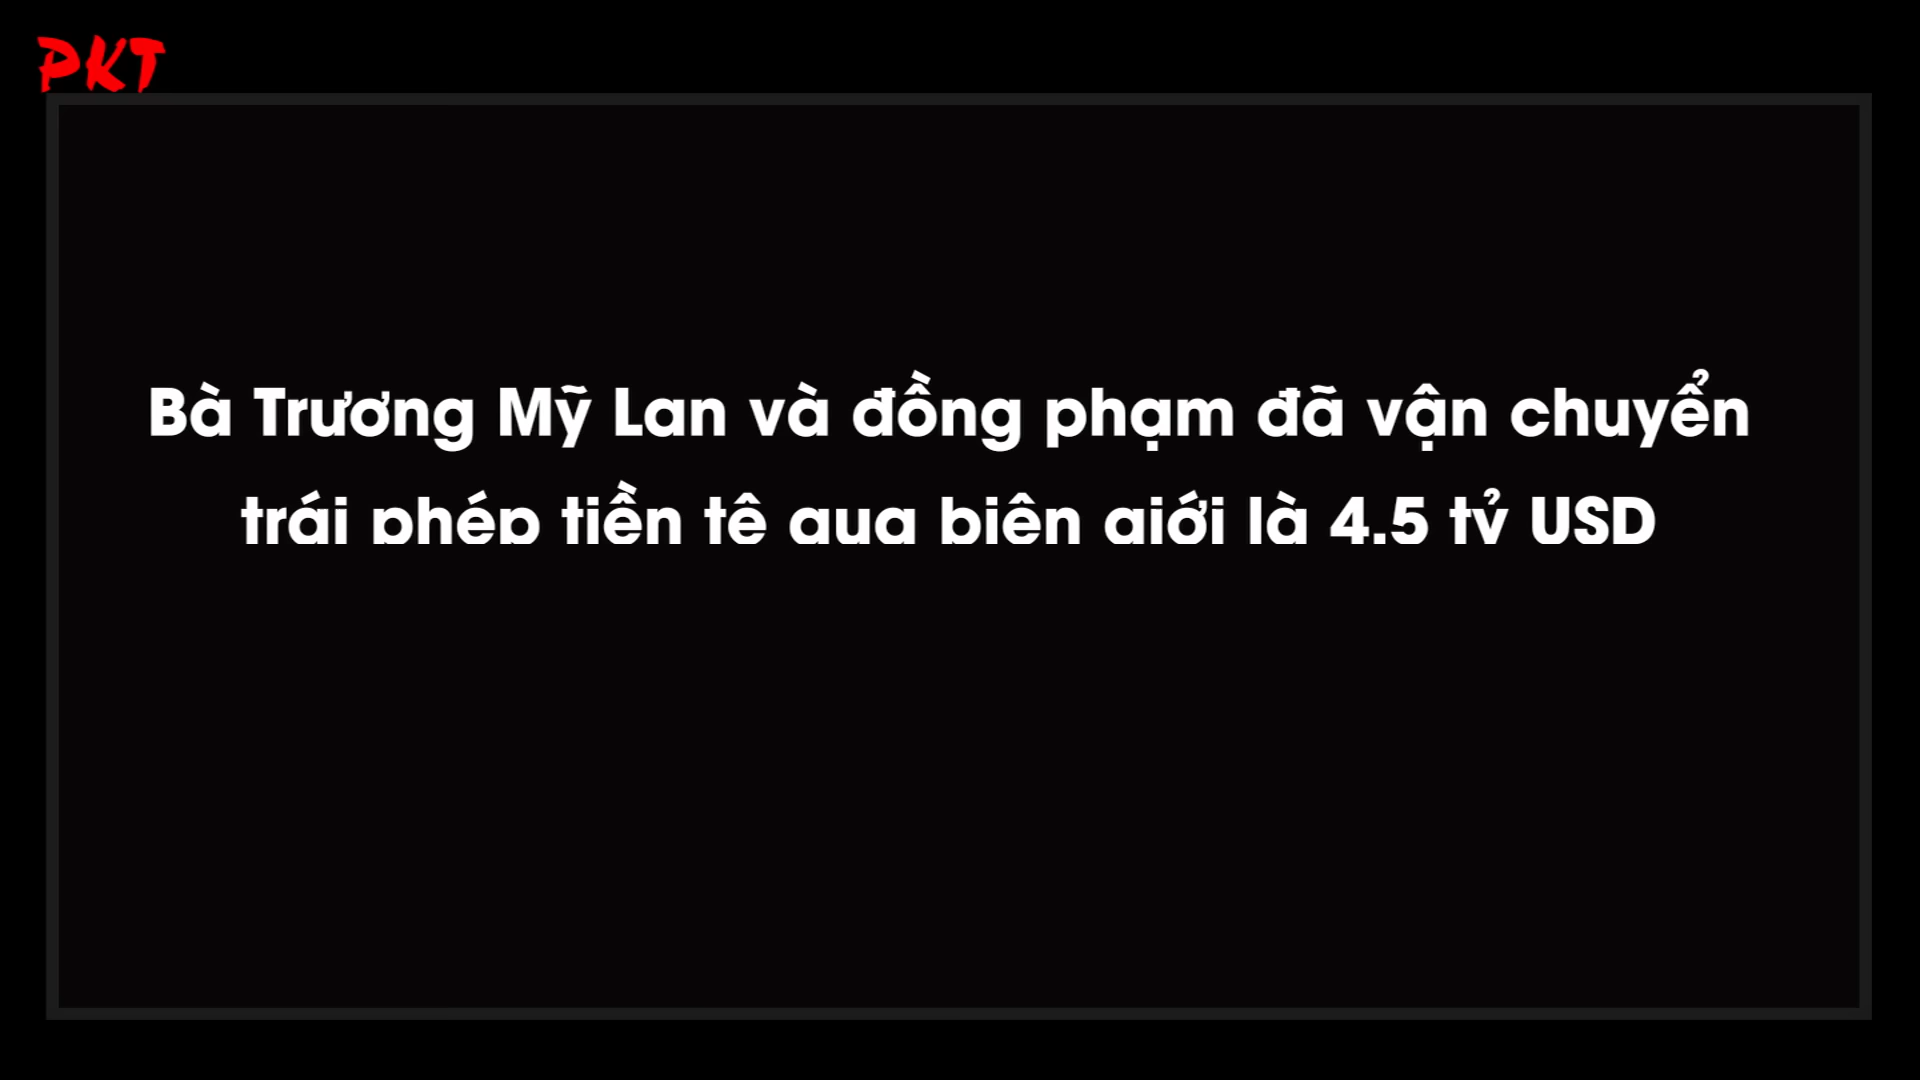 PKT
Bà Trương Mỹ Lan và đồng phạm đã vận chuyển
trái phép tiền tệ qua biên giới là 4.5 tỷ USD